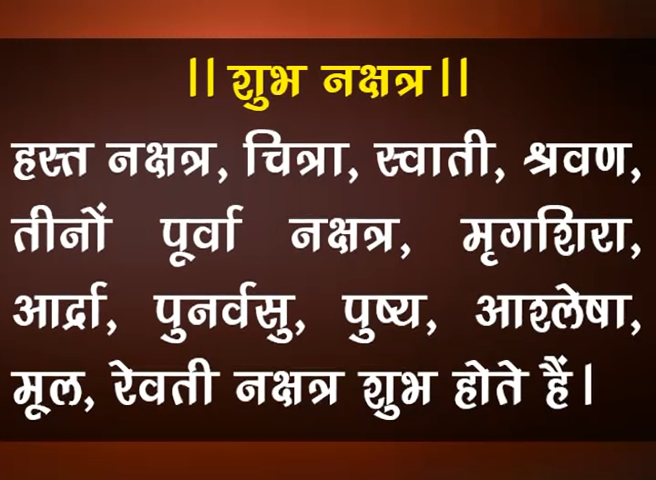 || शुभ नक्षत्र ||
हस्त नक्षत्र, चित्रा, स्वाती, श्रवण,
तीनों पूर्वा नक्षत्र, मृगशिरा,
आर्द्रा, पुनर्वसु, पुष्य, आश्लेषा,
मूल, रेवती नक्षत्र शुभ होते हैं।